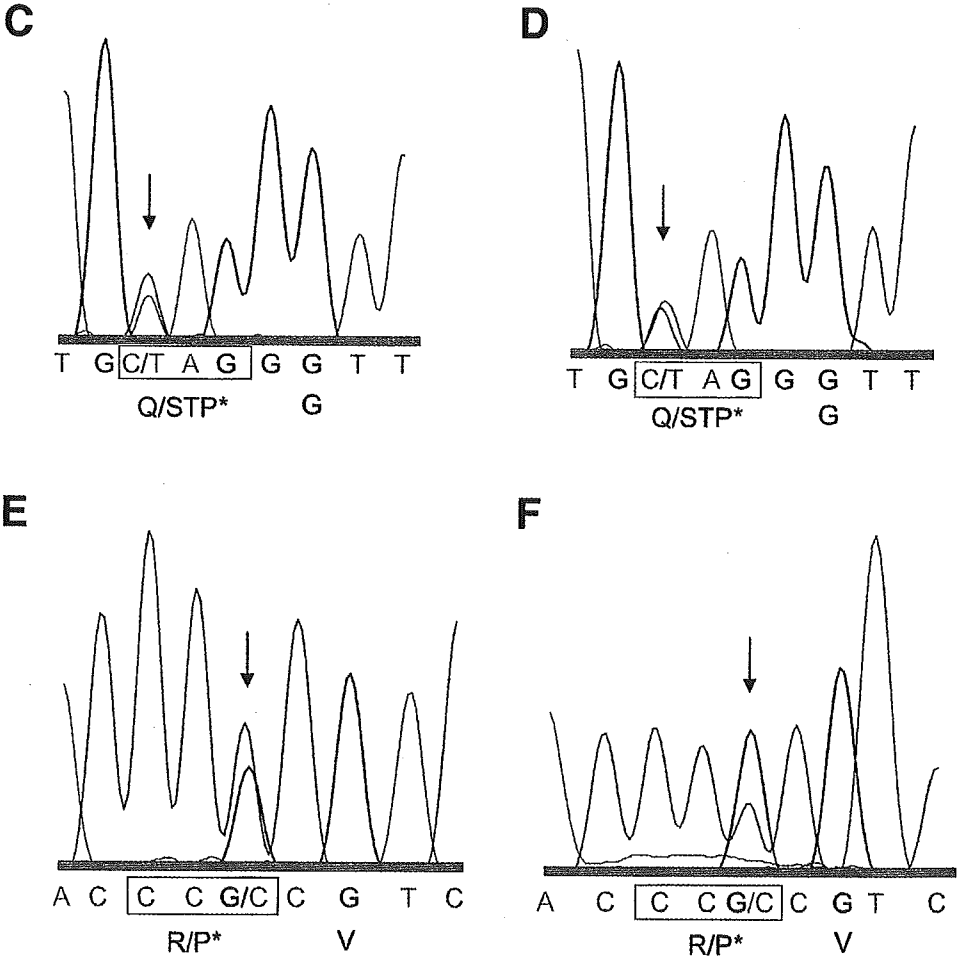 C
D
T G C/T A G G G T T
Q/STP* G
T G C/T A G G G T T
Q/STP* G
E
F
A C C C G/C C G T C
R/P* V
A C C C G/C C G T C
R/P* V